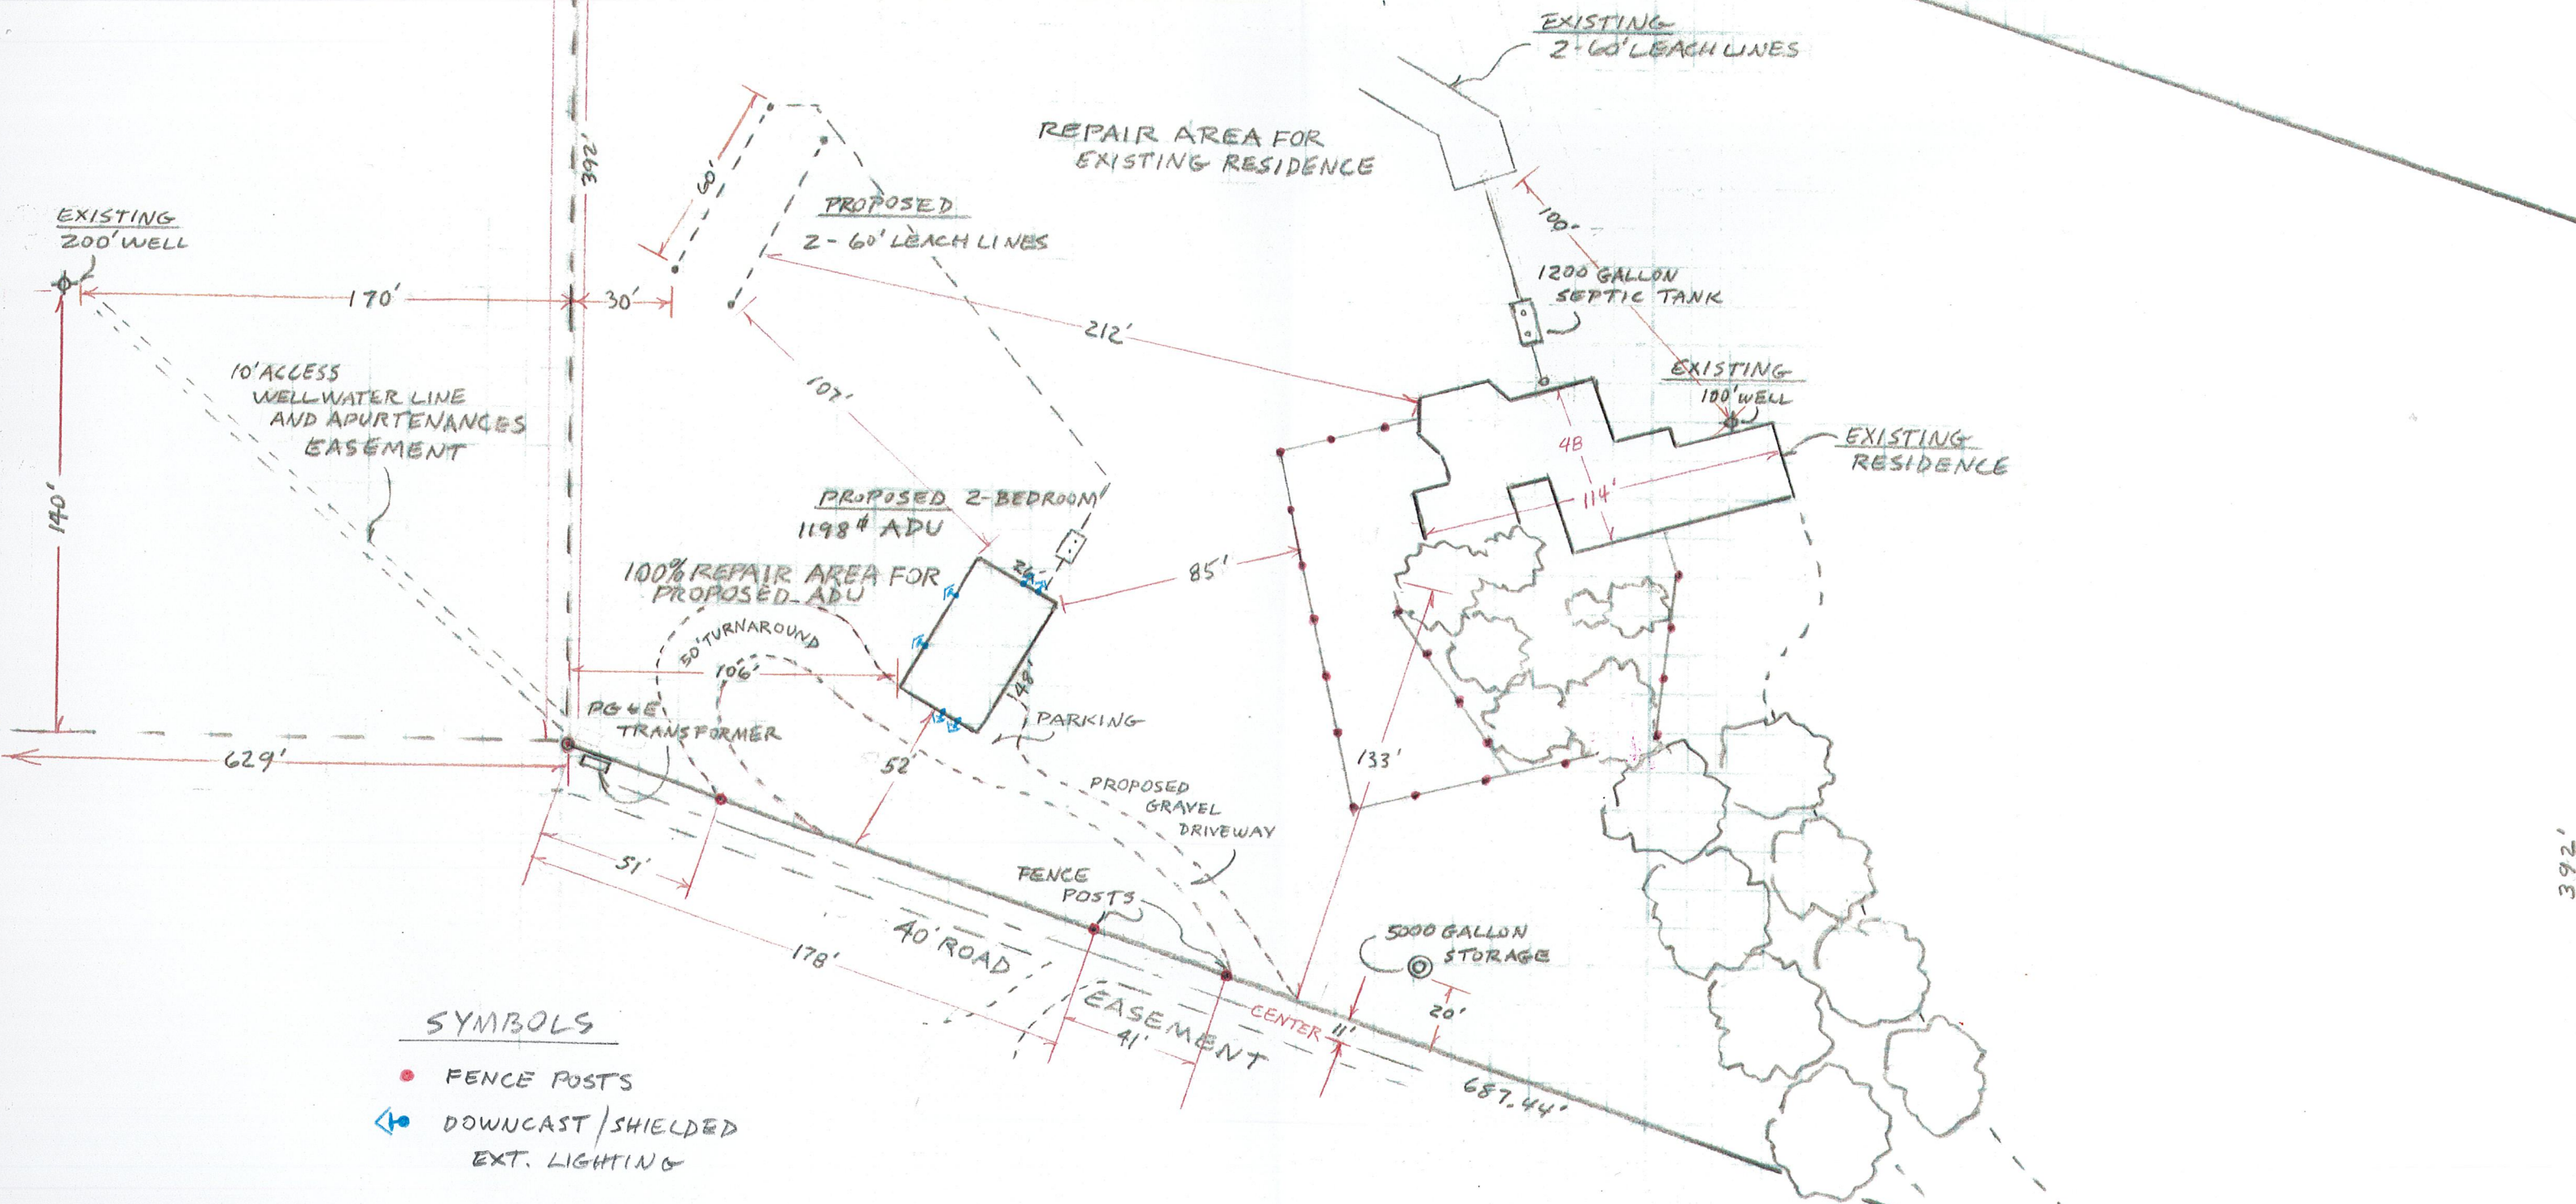 EXISTING
2-60' LEACH LINES
REPAIR AREA FOR
EXISTING RESIDENCE
392'
60'
EXISTING
200' WELL
PROPOSED
2-60' LEACH LINES
100'
170'
30'
1200 GALLON
SEPTIC TANK
212'
10' ACCESS
WELL WATER LINE
AND APURTENANCES
EASEMENT
107'
EXISTING
100' WELL
48
114'
EXISTING
RESIDENCE
140'
PROPOSED 2-BEDROOM
1198# ADU
100% REPAIR AREA FOR
PROPOSED ADU
85'
50' TURNAROUND
106'
48'
PG&E
TRANSFORMER
PARKING
629'
52'
133'
PROPOSED
GRAVEL
DRIVEWAY
51'
FENCE
POSTS
392'
178'
40' ROAD
EASEMENT
41'
5000 GALLON
STORAGE
20'
CENTER
11'
687.44'
SYMBOLS
FENCE POSTS
DOWNCAST/SHIELDED
EXT. LIGHTING